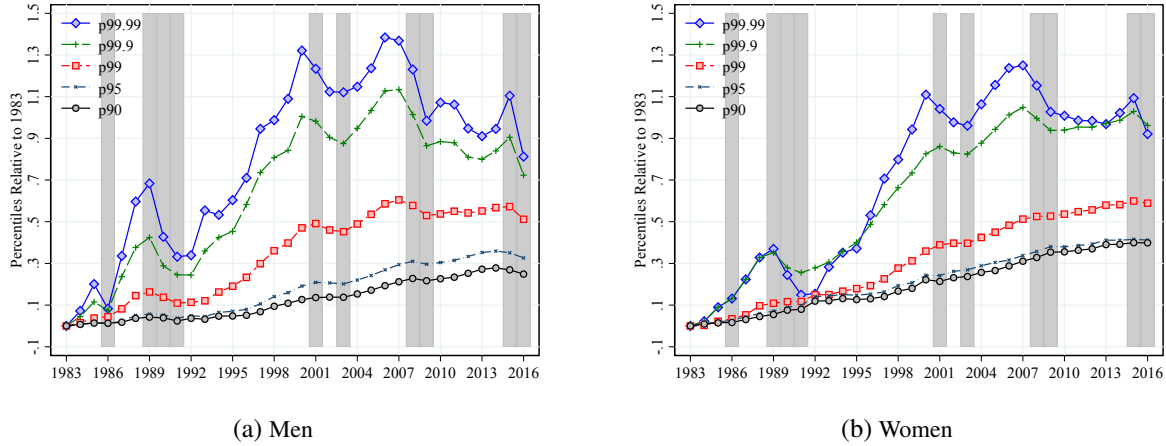 1.5
1.3
1.1
.9
.7
.5
.3
.1
-.1
Percentiles Relative to 1983
p99.99
p99.9
p99
p95
p90
1983 1986 1989 1992 1995 1998 2001 2004 2007 2010 2013 2016
(a) Men
1.5
1.3
1.1
.9
.7
.5
.3
.1
-.1
Percentiles Relative to 1983
p99.99
p99.9
p99
p95
p90
1983 1986 1989 1992 1995 1998 2001 2004 2007 2010 2013 2016
(b) Women